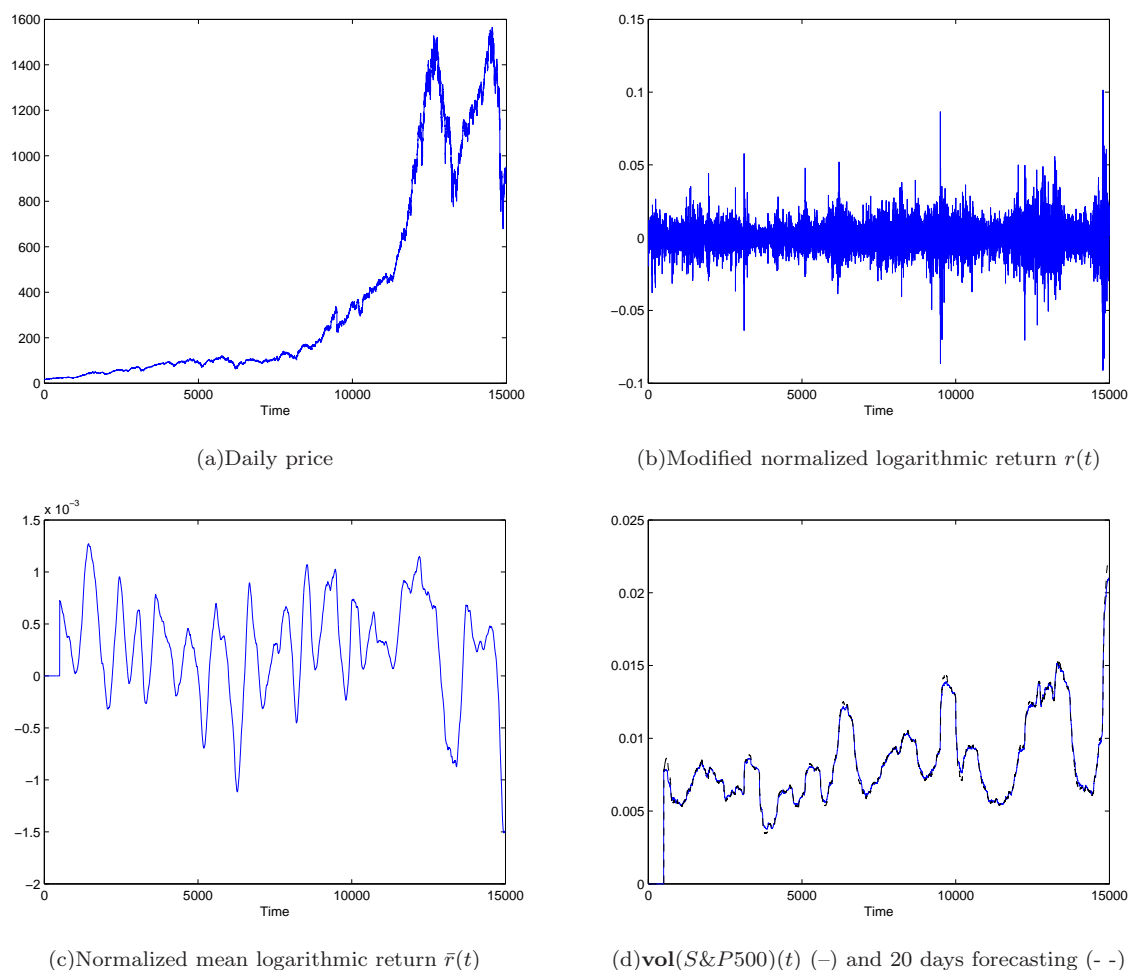 1600
1400
1200
1000
800
600
400
200
0
0 5000 10000 15000
Time
(a)Daily price
0.15
0.1
0.05
0
−0.05
−0.1
0 5000 10000 15000
Time
(b)Modified normalized logarithmic return r(t)
x 10⁻³
1.5
1
0.5
0
−0.5
−1
−1.5
−2
0 5000 10000 15000
Time
(c)Normalized mean logarithmic return r̄(t)
0.025
0.02
0.015
0.01
0.005
0
0 5000 10000 15000
Time
(d)vol(S&P500)(t) (–) and 20 days forecasting (- -)